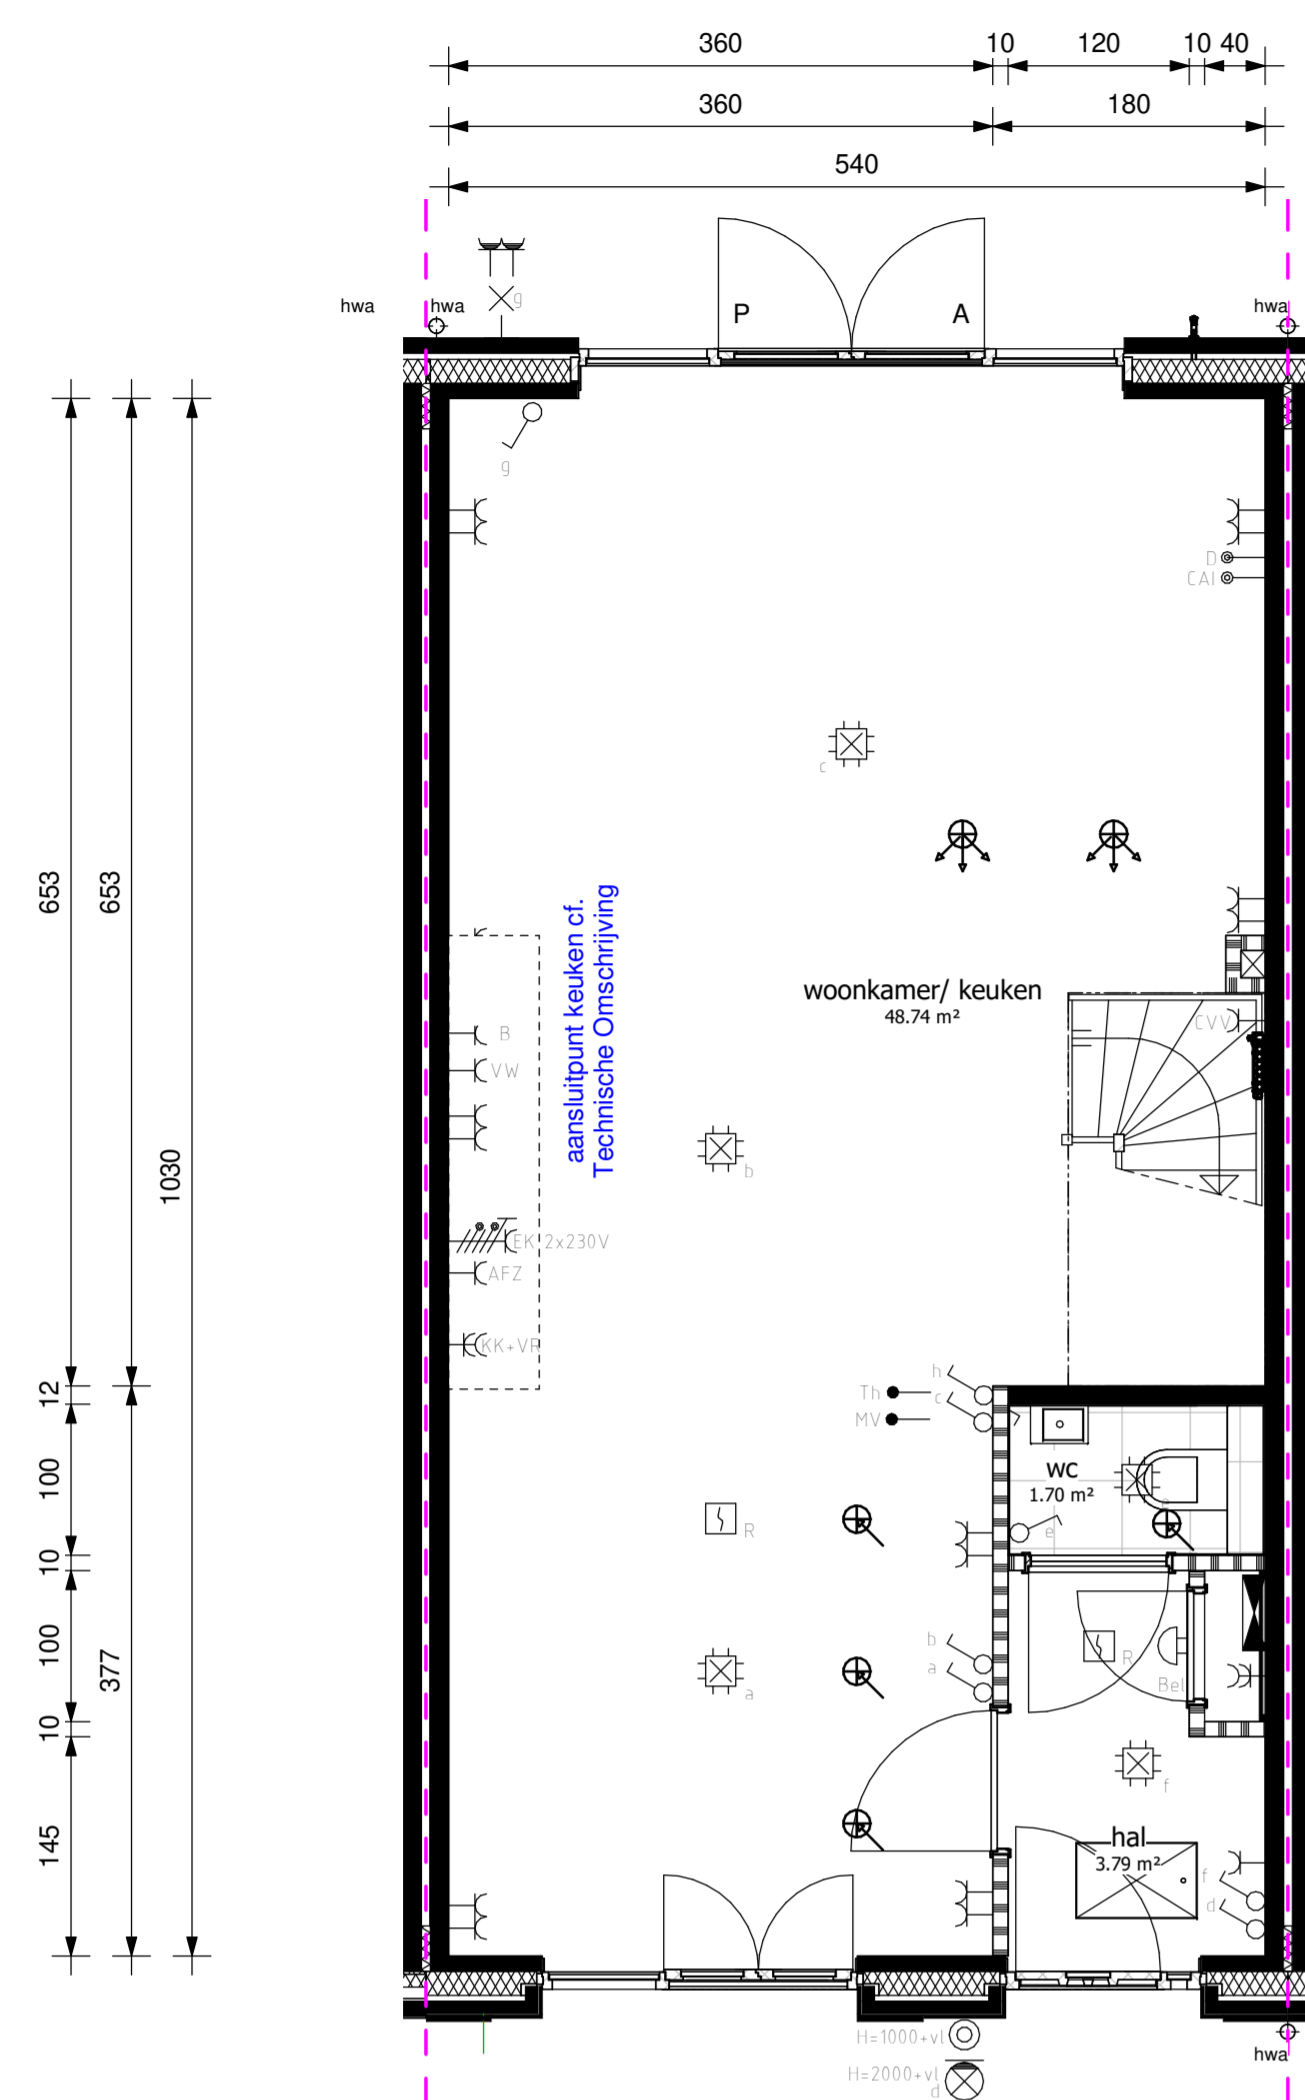 360 10 120 10 40
360 180
540
g
hwa hwa P A hwa
g
D
CAI
c
653 653
aansluitpunt keuken cf.
Technische Omschrijving
woonkamer/ keuken
48.74 m²
CVV
B
VW
b
1030
EK 2x230V
AFZ
KK+VR
h
Th c
MV
12
100
wc
1.70 m²
e
R
e
10
100
377
b
a
R
Bel
a
10
f
145
hal
3.79 m²
f
d
H=1000+vl
hwa
H=2000+vl
d